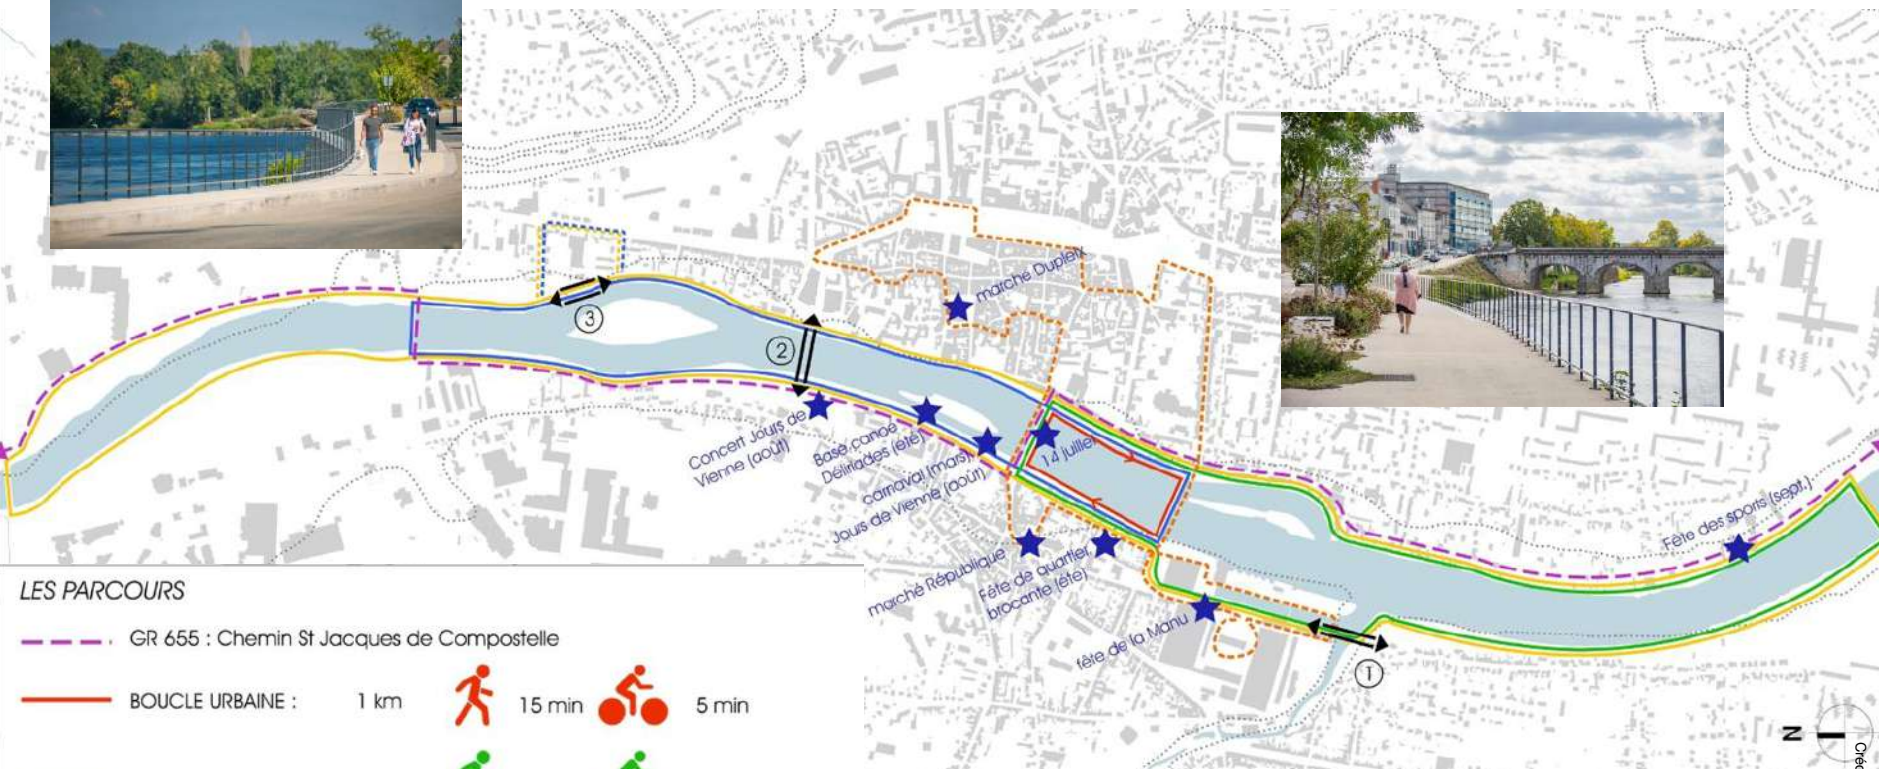 marche Dupleix
③
②
Concert Jours de
Vienne (août)
Base canoë
Déliriades (été)
carnaval (mars)
Jours de Vienne (août)
14 juillet
Fête des sports (sept.)
marché République
Fête de quartier,
brocante (été)
fête de la Manu
①
LES PARCOURS
GR 655 : Chemin St Jacques de Compostelle
BOUCLE URBAINE : 1 km 15 min 5 min
N